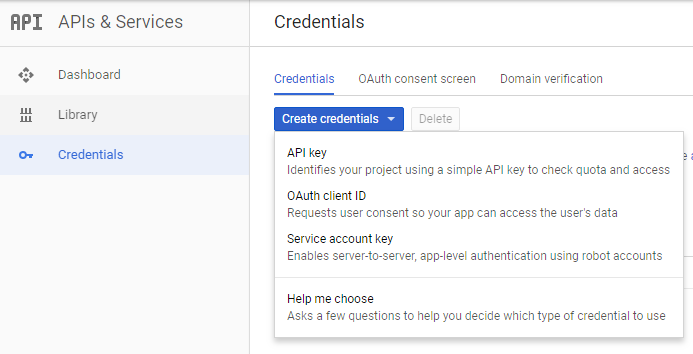 API APIs & Services
Credentials
Dashboard
Library
Credentials
Credentials OAuth consent screen Domain verification
Create credentials Delete
API key
Identifies your project using a simple API key to check quota and access
OAuth client ID
Requests user consent so your app can access the user's data
Service account key
Enables server-to-server, app-level authentication using robot accounts
Help me choose
Asks a few questions to help you decide which type of credential to use